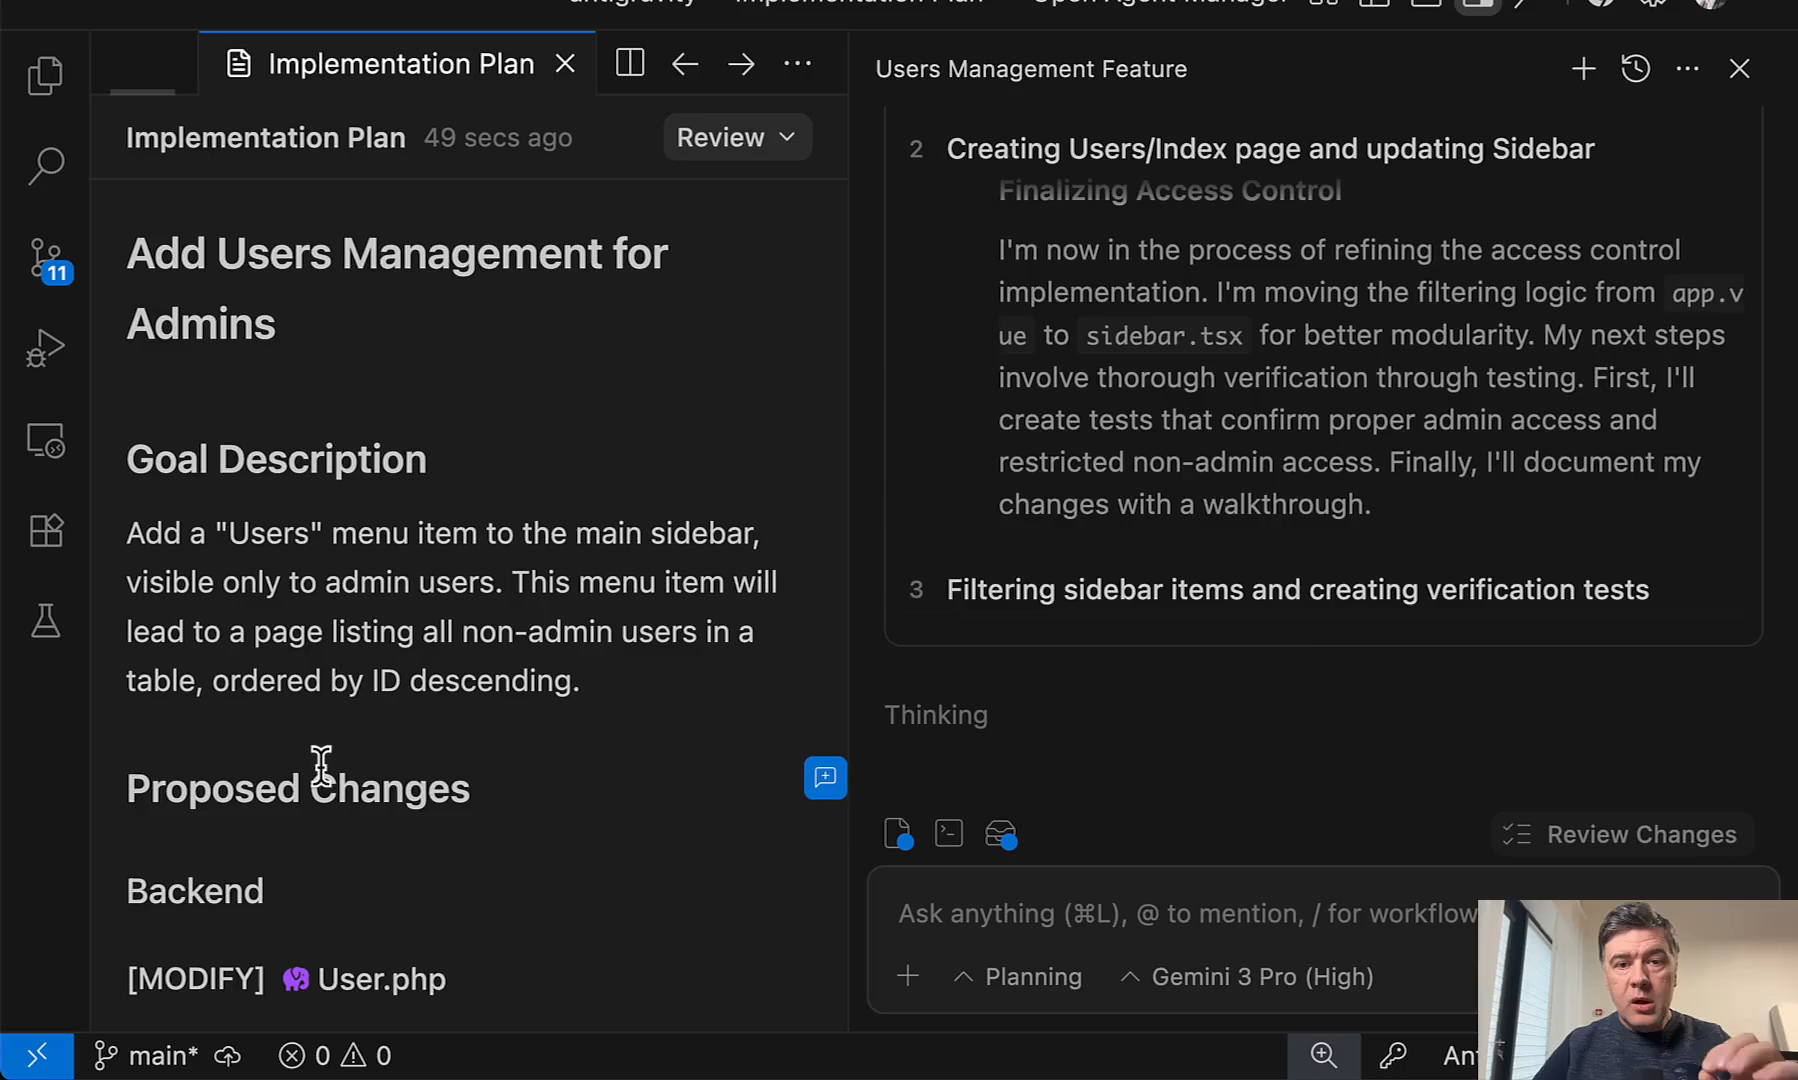 antigravity
Implementation Plan
Open Agent Manager
Implementation Plan
Implementation Plan 49 secs ago
Review
Add Users Management for
Admins
Goal Description
Add a "Users" menu item to the main sidebar,
visible only to admin users. This menu item will
lead to a page listing all non-admin users in a
table, ordered by ID descending.
Proposed Changes
Backend
[MODIFY] User.php
11
Users Management Feature
2 Creating Users/Index page and updating Sidebar
Finalizing Access Control
I'm now in the process of refining the access control
implementation. I'm moving the filtering logic from app.v
ue to sidebar.tsx for better modularity. My next steps
involve thorough verification through testing. First, I'll
create tests that confirm proper admin access and
restricted non-admin access. Finally, I'll document my
changes with a walkthrough.
3 Filtering sidebar items and creating verification tests
Thinking
Review Changes
Ask anything (⌘L), @ to mention, / for workflow
Planning
Gemini 3 Pro (High)
main*
0
0